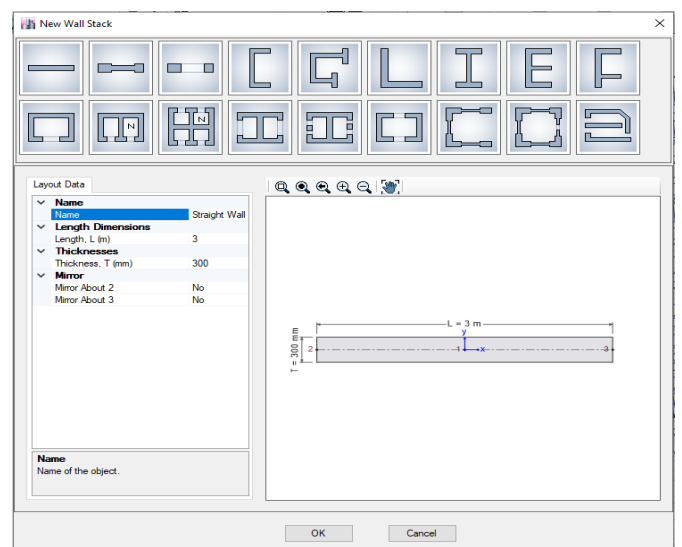 New Wall Stack
N
N
Layout Data
Name
Name Straight Wall
Length Dimensions
Length, L (m) 3
Thicknesses
Thickness, T (mm) 300
Mirror
Mirror About 2 No
Mirror About 3 No
L = 3 m
T = 300 mm
y
2 1 x 3
Name
Name of the object.
OK Cancel